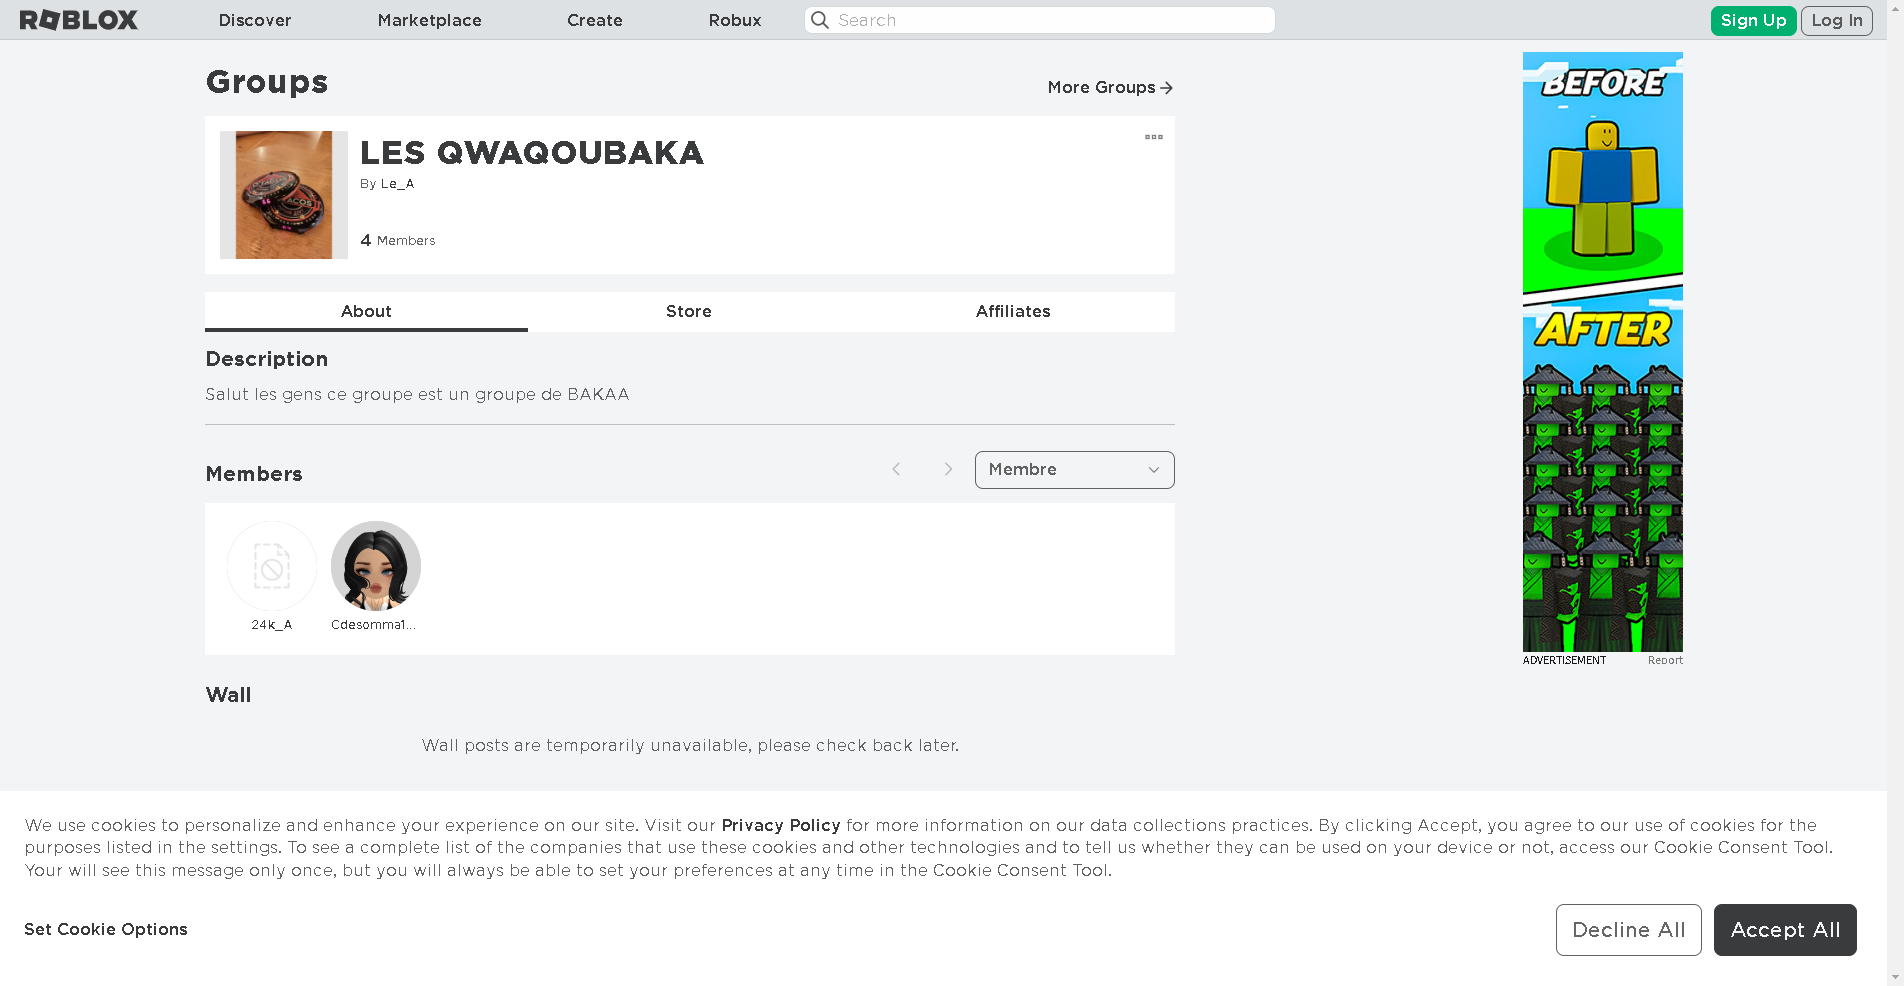 ROBLOX
Discover
Marketplace
Create
Robux
Search
Sign Up
Log In
Groups
More Groups
LES QWAQOUBAKA
By Le_A
4 Members
About
Store
Affiliates
Description
Salut les gens ce groupe est un groupe de BAKAA
Members
Membre
24k_A
Cdesomma1...
Wall
Wall posts are temporarily unavailable, please check back later.
BEFORE
AFTER
ADVERTISEMENT
Report
We use cookies to personalize and enhance your experience on our site. Visit our Privacy Policy for more information on our data collections practices. By clicking Accept, you agree to our use of cookies for the
purposes listed in the settings. To see a complete list of the companies that use these cookies and other technologies and to tell us whether they can be used on your device or not, access our Cookie Consent Tool.
Your will see this message only once, but you will always be able to set your preferences at any time in the Cookie Consent Tool.
Set Cookie Options
Decline All
Accept All